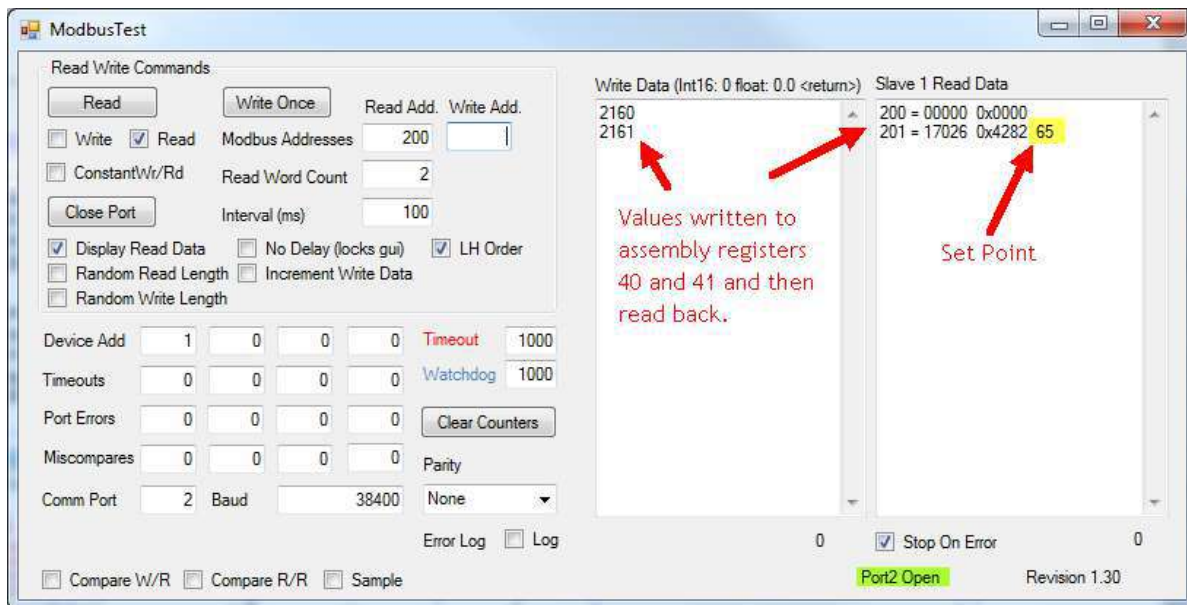 ModbusTest
Read Write Commands
Read
Write Once
Read Add. Write Add.
Write
Read
Modbus Addresses
200
ConstantWr/Rd
Read Word Count
2
Close Port
Interval (ms)
100
Display Read Data
No Delay (locks gui)
LH Order
Random Read Length
Increment Write Data
Random Write Length
Device Add 1 0 0 0
Timeout 1000
Timeouts 0 0 0 0
Watchdog 1000
Port Errors 0 0 0 0
Clear Counters
Miscompares 0 0 0 0
Parity
Comm Port 2 Baud 38400
None
Error Log
Log
Compare W/R
Compare R/R
Sample
Write Data (Int16: 0 float: 0.0 <return>)
2160
2161
Values written to
assembly registers
40 and 41 and then
read back.
0
Slave 1 Read Data
200 = 00000 0x0000
201 = 17026 0x4282 65
Set Point
Stop On Error
0
Port2 Open
Revision 1.30